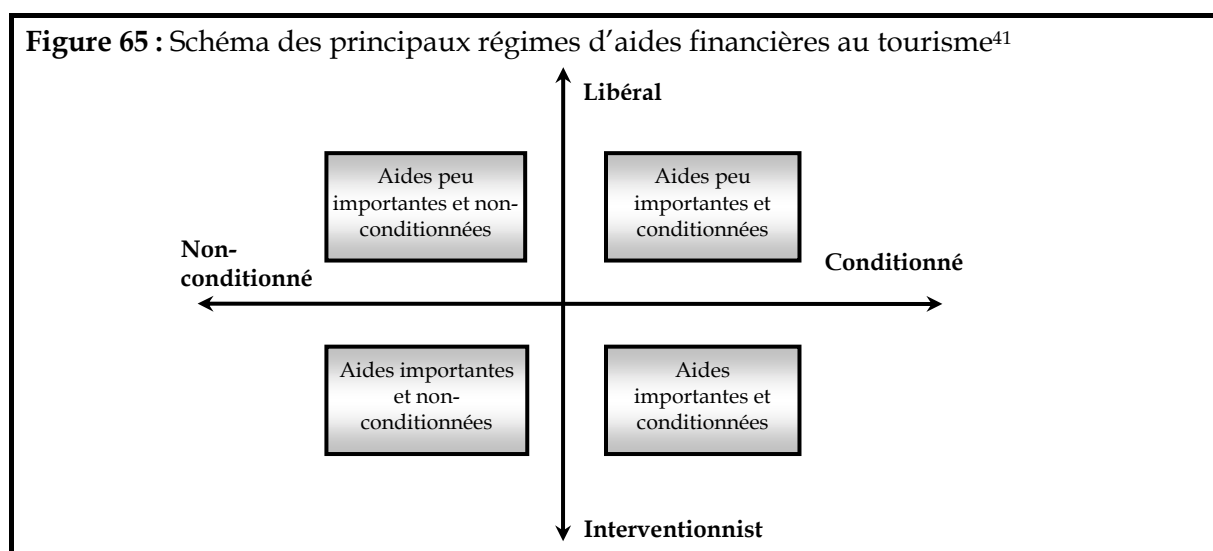 Figure 65 : Schéma des principaux régimes d’aides financières au tourisme41
Libéral
Aides peu
importantes et non-
conditionnées
Aides peu
importantes et
conditionnées
Non-
conditionné
Conditionné
Aides importantes
et non-
conditionnées
Aides
importantes et
conditionnées
Interventionnist